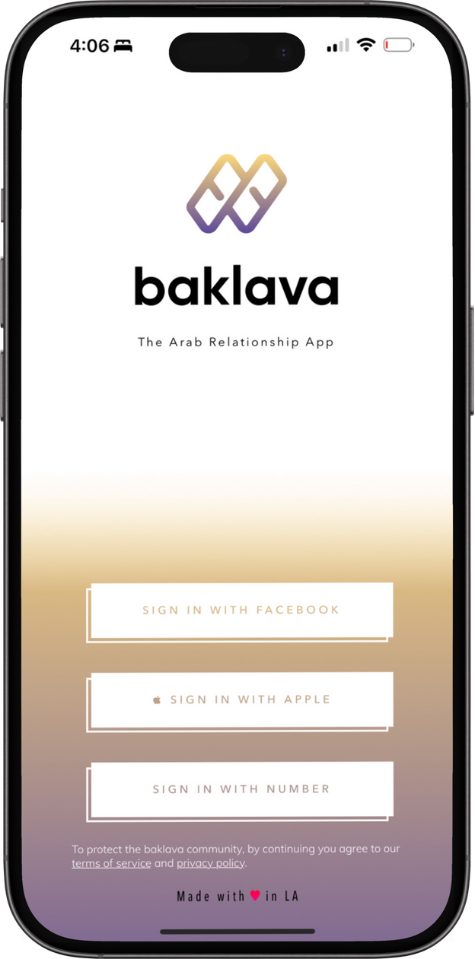 4:06
baklava
The Arab Relationship App
SIGN IN WITH FACEBOOK
SIGN IN WITH APPLE
SIGN IN WITH NUMBER
To protect the baklava community, by continuing you agree to our
terms of service and privacy policy.
Made with ♥ in LA